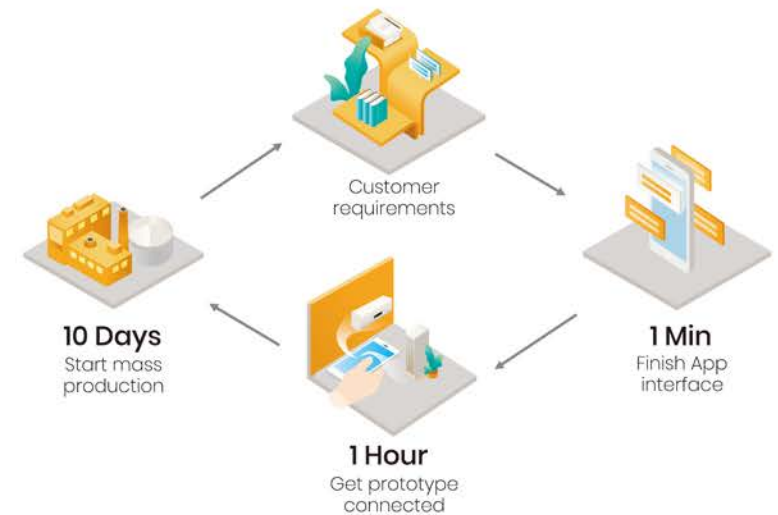 Customer
requirements
1 Min
Finish App
interface
1 Hour
Get prototype
connected
10 Days
Start mass
production